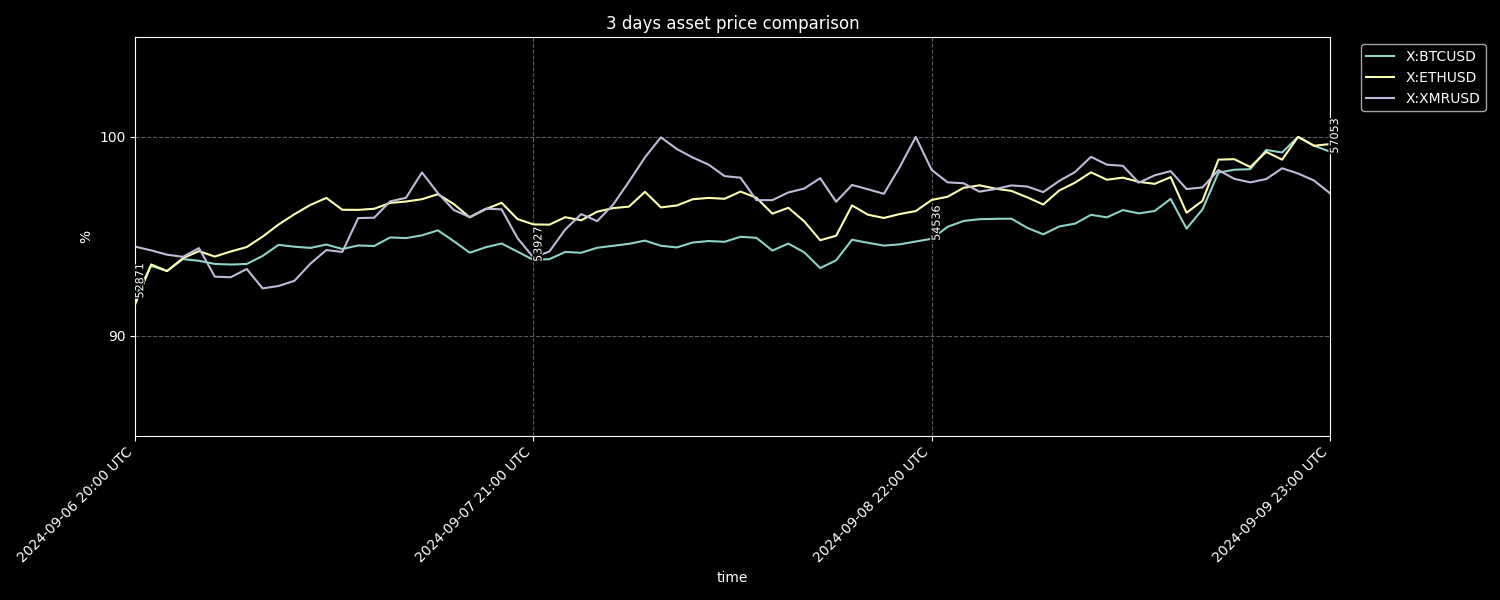 3 days asset price comparison
X:BTCUSD
X:ETHUSD
X:XMRUSD
100
90
%
52871
53927
54536
57053
2024-09-06 20:00 UTC
2024-09-07 21:00 UTC
2024-09-08 22:00 UTC
2024-09-09 23:00 UTC
time